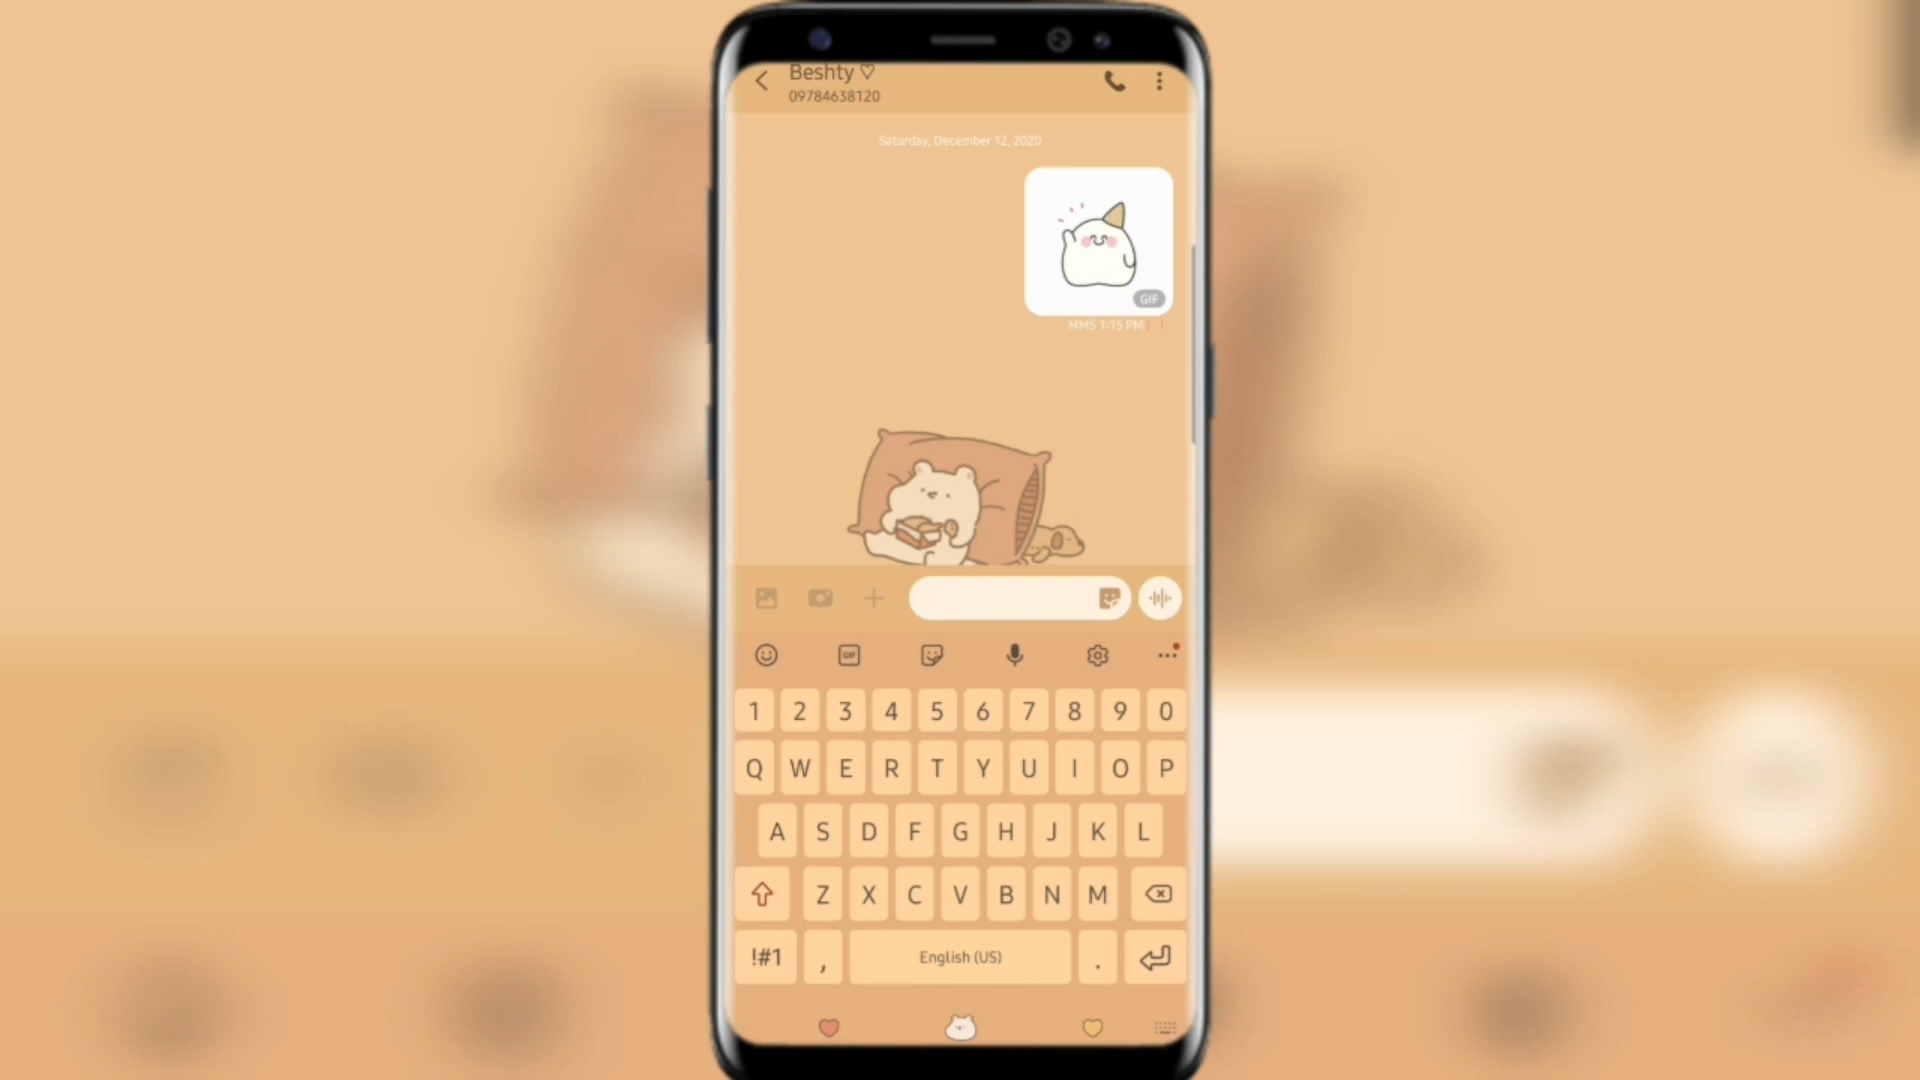 Beshty ♡
09784638120
Saturday, December 12, 2020
GIF
MMS 1:15 PM
GIF
1 2 3 4 5 6 7 8 9 0
Q W E R T Y U I O P
A S D F G H J K L
Z X C V B N M
!#1 , English (US) .